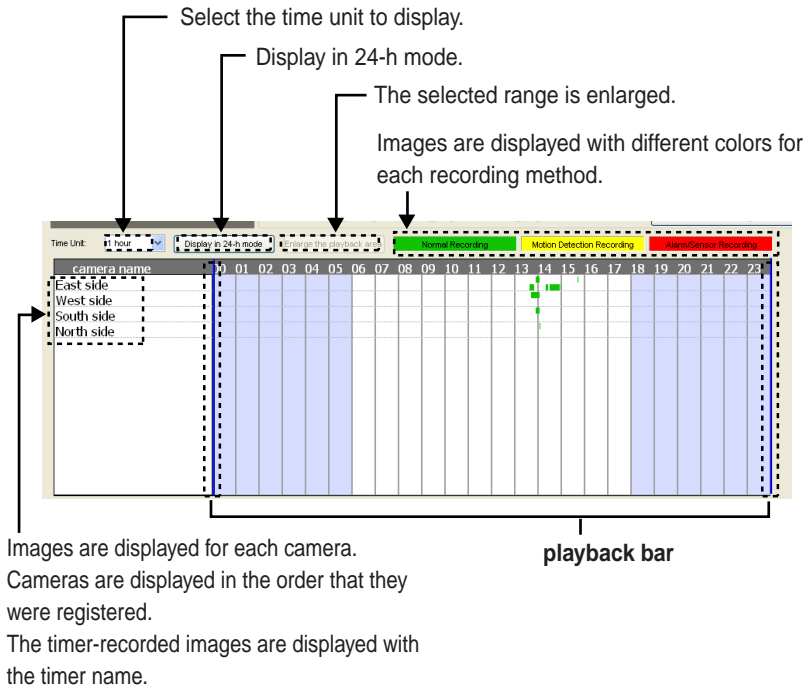 Select the time unit to display.
Display in 24-h mode.
The selected range is enlarged.
Images are displayed with different colors for
each recording method.
Time Unit: 1 hour Display in 24-h mode Enlarge the playback area Normal Recording Motion Detection Recording Alarm/Sensor Recording
camera name 00 01 02 03 04 05 06 07 08 09 10 11 12 13 14 15 16 17 18 19 20 21 22 23
East side
West side
South side
North side
playback bar
Images are displayed for each camera.
Cameras are displayed in the order that they
were registered.
The timer-recorded images are displayed with
the timer name.